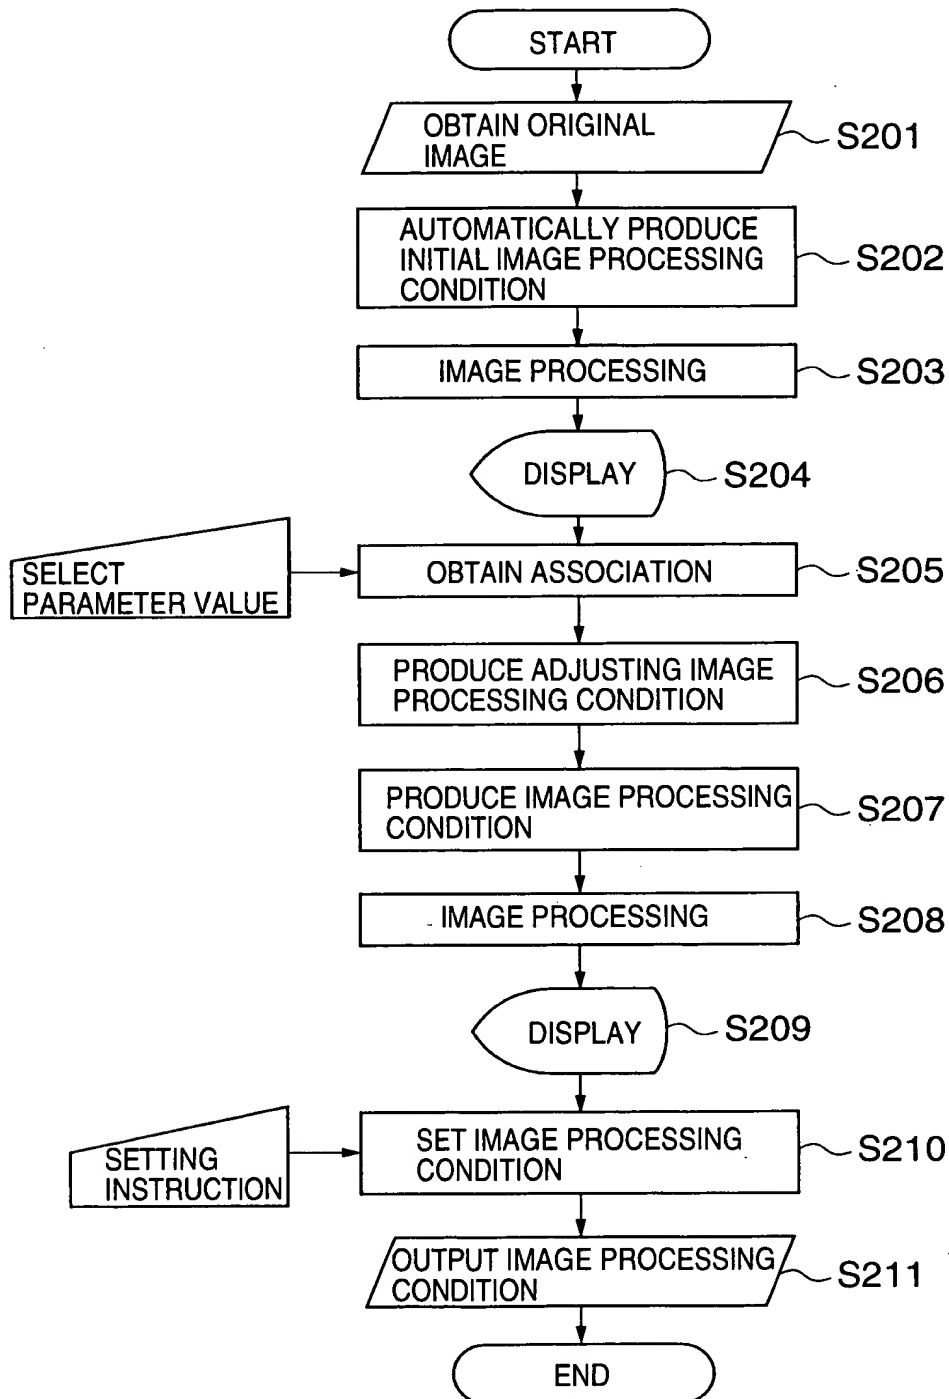 START
OBTAIN ORIGINAL
IMAGE
S201
AUTOMATICALLY PRODUCE
INITIAL IMAGE PROCESSING
CONDITION
S202
IMAGE PROCESSING
S203
DISPLAY
S204
SELECT
PARAMETER VALUE
OBTAIN ASSOCIATION
S205
PRODUCE ADJUSTING IMAGE
PROCESSING CONDITION
S206
PRODUCE IMAGE PROCESSING
CONDITION
S207
IMAGE PROCESSING
S208
DISPLAY
S209
SETTING
INSTRUCTION
SET IMAGE PROCESSING
CONDITION
S210
OUTPUT IMAGE PROCESSING
CONDITION
S211
END